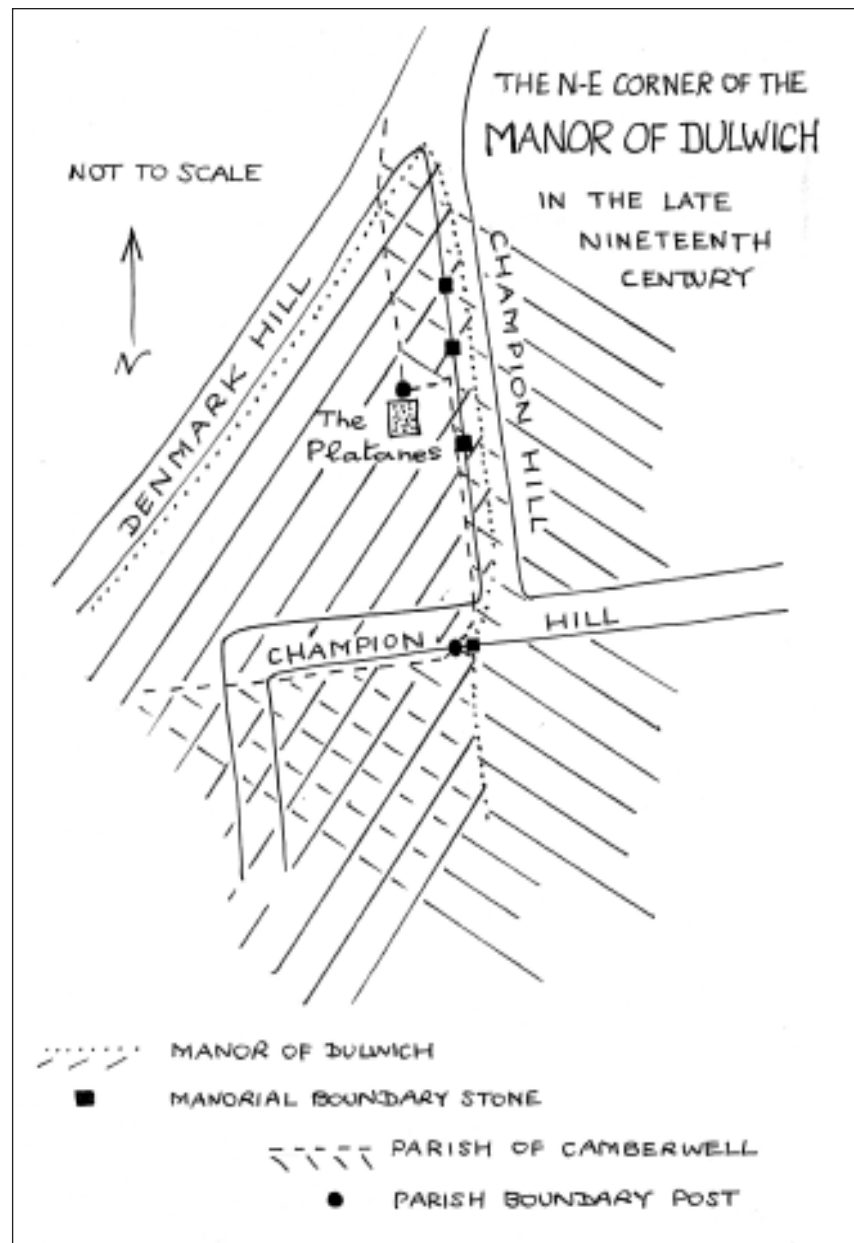 THE N-E CORNER OF THE
MANOR OF DULWICH
IN THE LATE
NINETEENTH
CENTURY
NOT TO SCALE
N
DENMARK HILL
CHAMPION HILL
The
Platanes
CHAMPION HILL
MANOR OF DULWICH
MANORIAL BOUNDARY STONE
PARISH OF CAMBERWELL
PARISH BOUNDARY POST